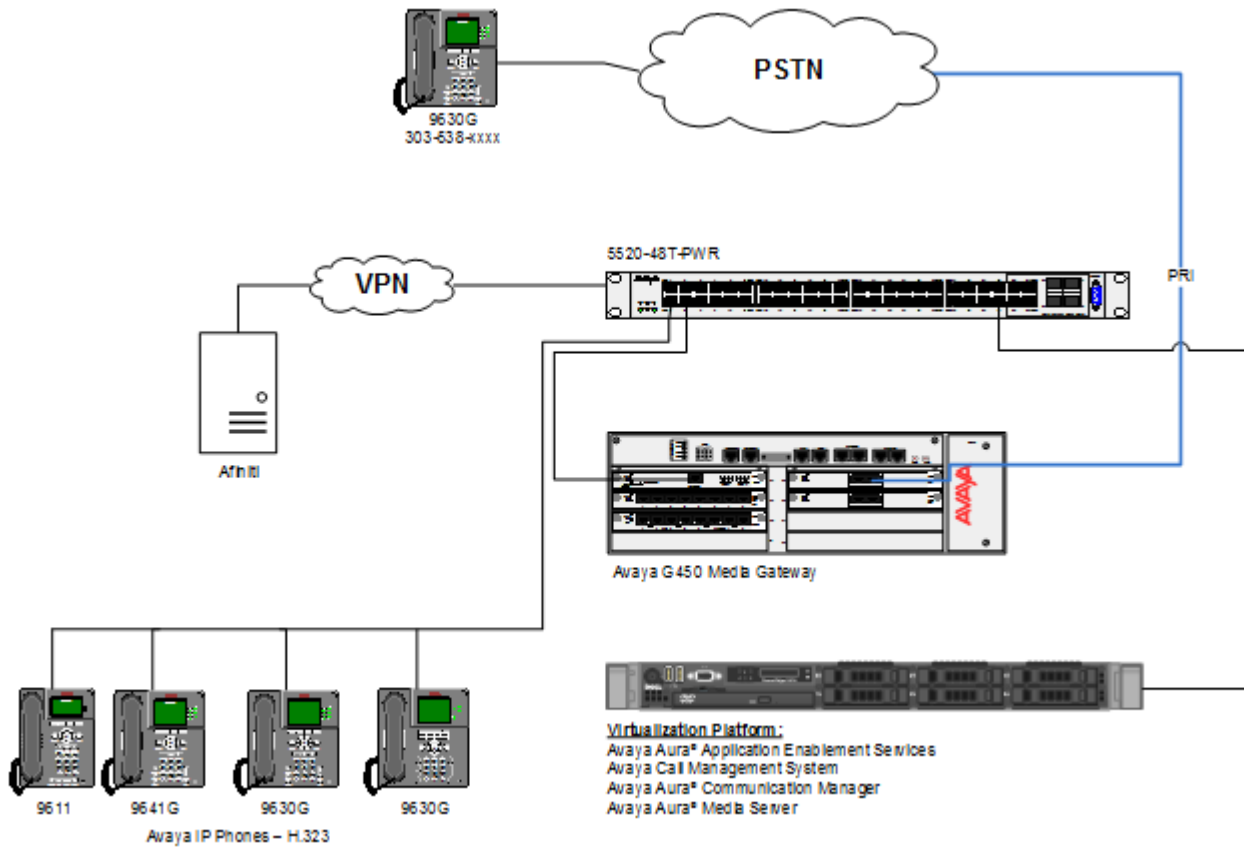 PSTN
9630G
303-538-xxxx
5520-48T-PWR
VPN
PRI
Afiniti
AVAYA
Avaya G450 Media Gateway
9611
9641G
9630G
9630G
Avaya IP Phones – H.323
Virtualization Platform:
Avaya Aura® Application Enablement Services
Avaya Call Management System
Avaya Aura® Communication Manager
Avaya Aura® Media Server